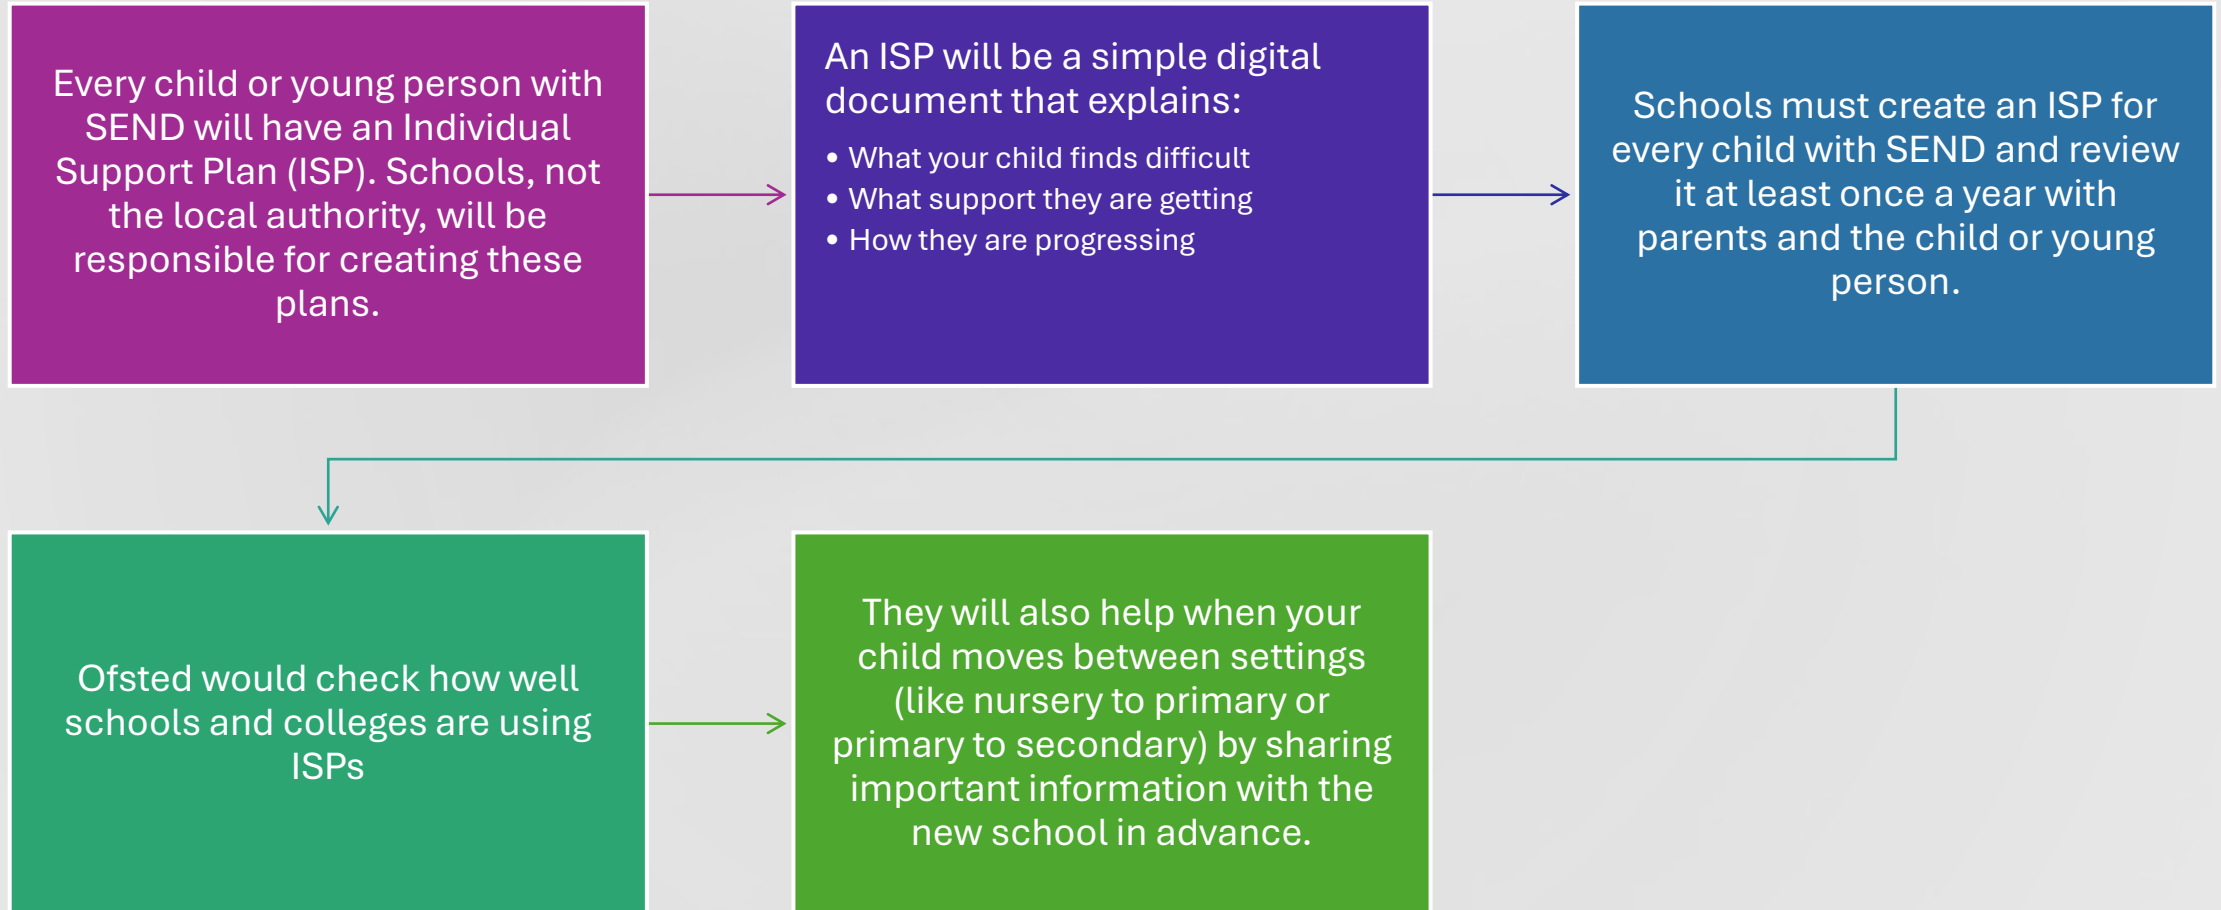 Every child or young person with
SEND will have an Individual
Support Plan (ISP). Schools, not
the local authority, will be
responsible for creating these
plans.
An ISP will be a simple digital
document that explains:
• What your child finds difficult
• What support they are getting
• How they are progressing
Schools must create an ISP for
every child with SEND and review
it at least once a year with
parents and the child or young
person.
Ofsted would check how well
schools and colleges are using
ISPs
They will also help when your
child moves between settings
(like nursery to primary or
primary to secondary) by sharing
important information with the
new school in advance.